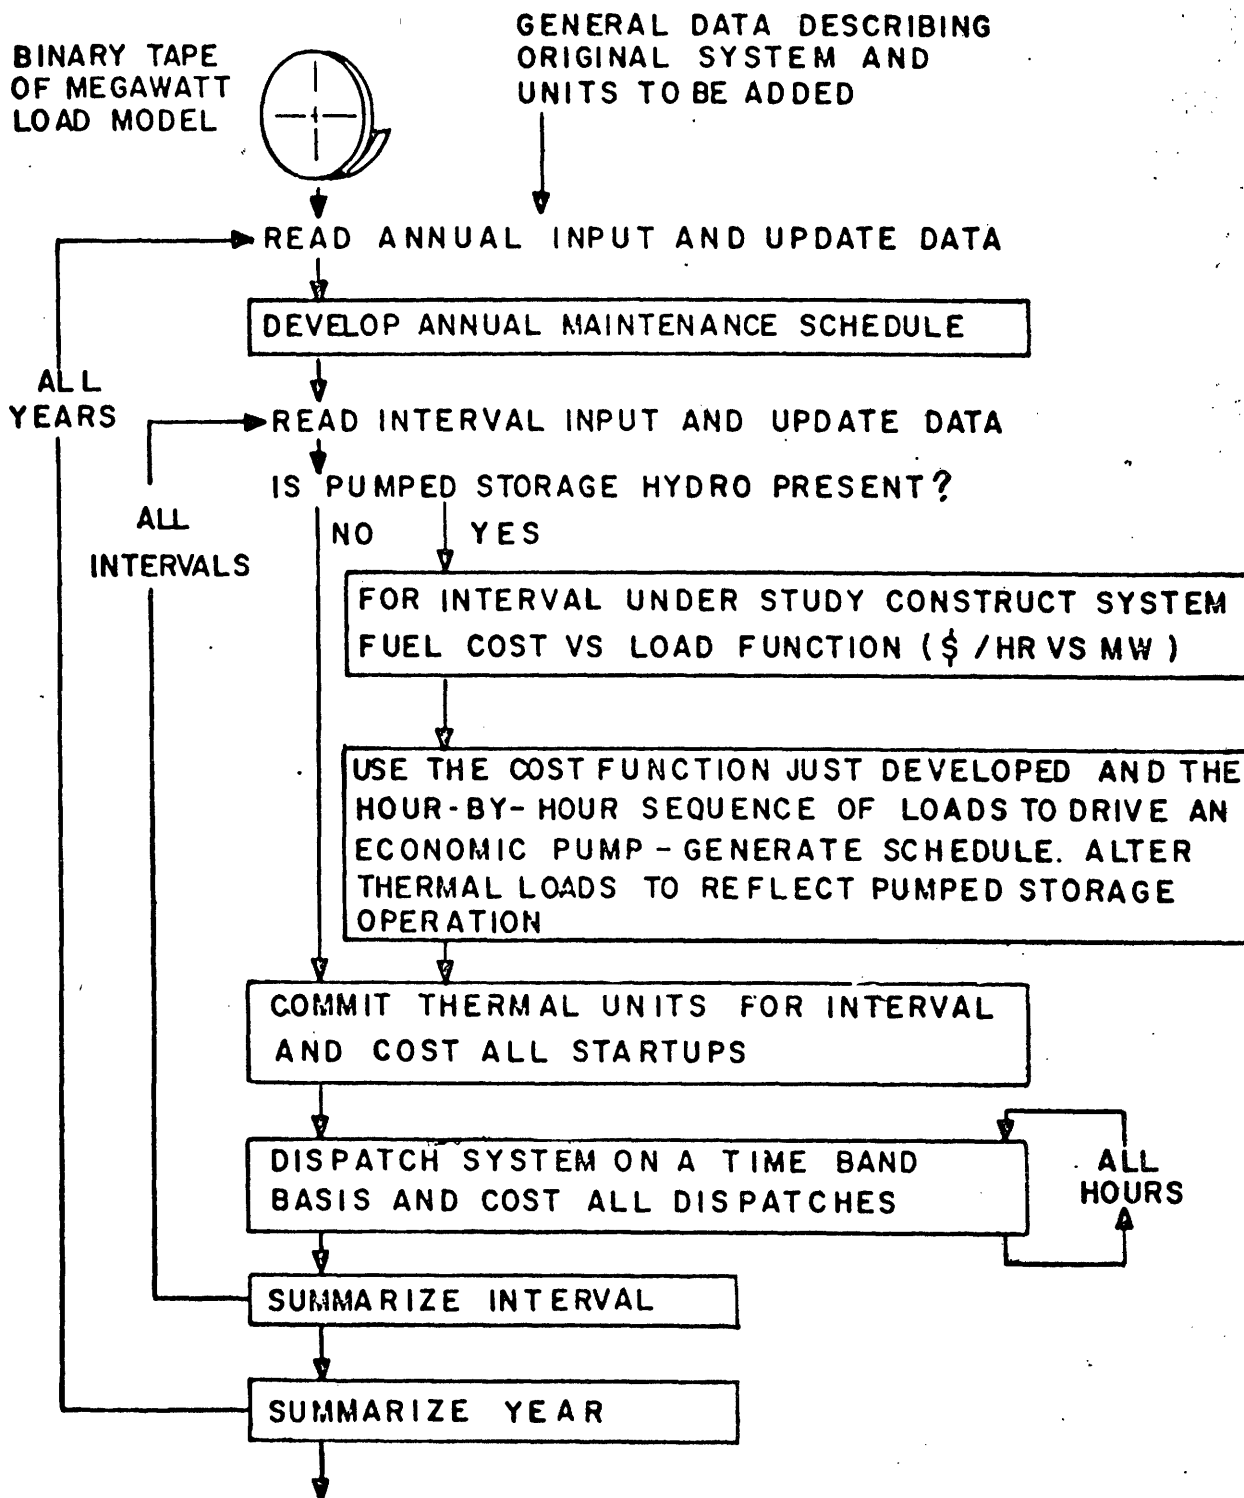 BINARY TAPE
OF MEGAWATT
LOAD MODEL
GENERAL DATA DESCRIBING
ORIGINAL SYSTEM AND
UNITS TO BE ADDED
READ ANNUAL INPUT AND UPDATE DATA
DEVELOP ANNUAL MAINTENANCE SCHEDULE
ALL
YEARS
READ INTERVAL INPUT AND UPDATE DATA
IS PUMPED STORAGE HYDRO PRESENT?
ALL
INTERVALS
NO
YES
FOR INTERVAL UNDER STUDY CONSTRUCT SYSTEM
FUEL COST VS LOAD FUNCTION ($/HR VS MW)
USE THE COST FUNCTION JUST DEVELOPED AND THE
HOUR-BY-HOUR SEQUENCE OF LOADS TO DRIVE AN
ECONOMIC PUMP-GENERATE SCHEDULE. ALTER
THERMAL LOADS TO REFLECT PUMPED STORAGE
OPERATION
COMMIT THERMAL UNITS FOR INTERVAL
AND COST ALL STARTUPS
DISPATCH SYSTEM ON A TIME BAND
BASIS AND COST ALL DISPATCHES
ALL
HOURS
SUMMARIZE INTERVAL
SUMMARIZE YEAR